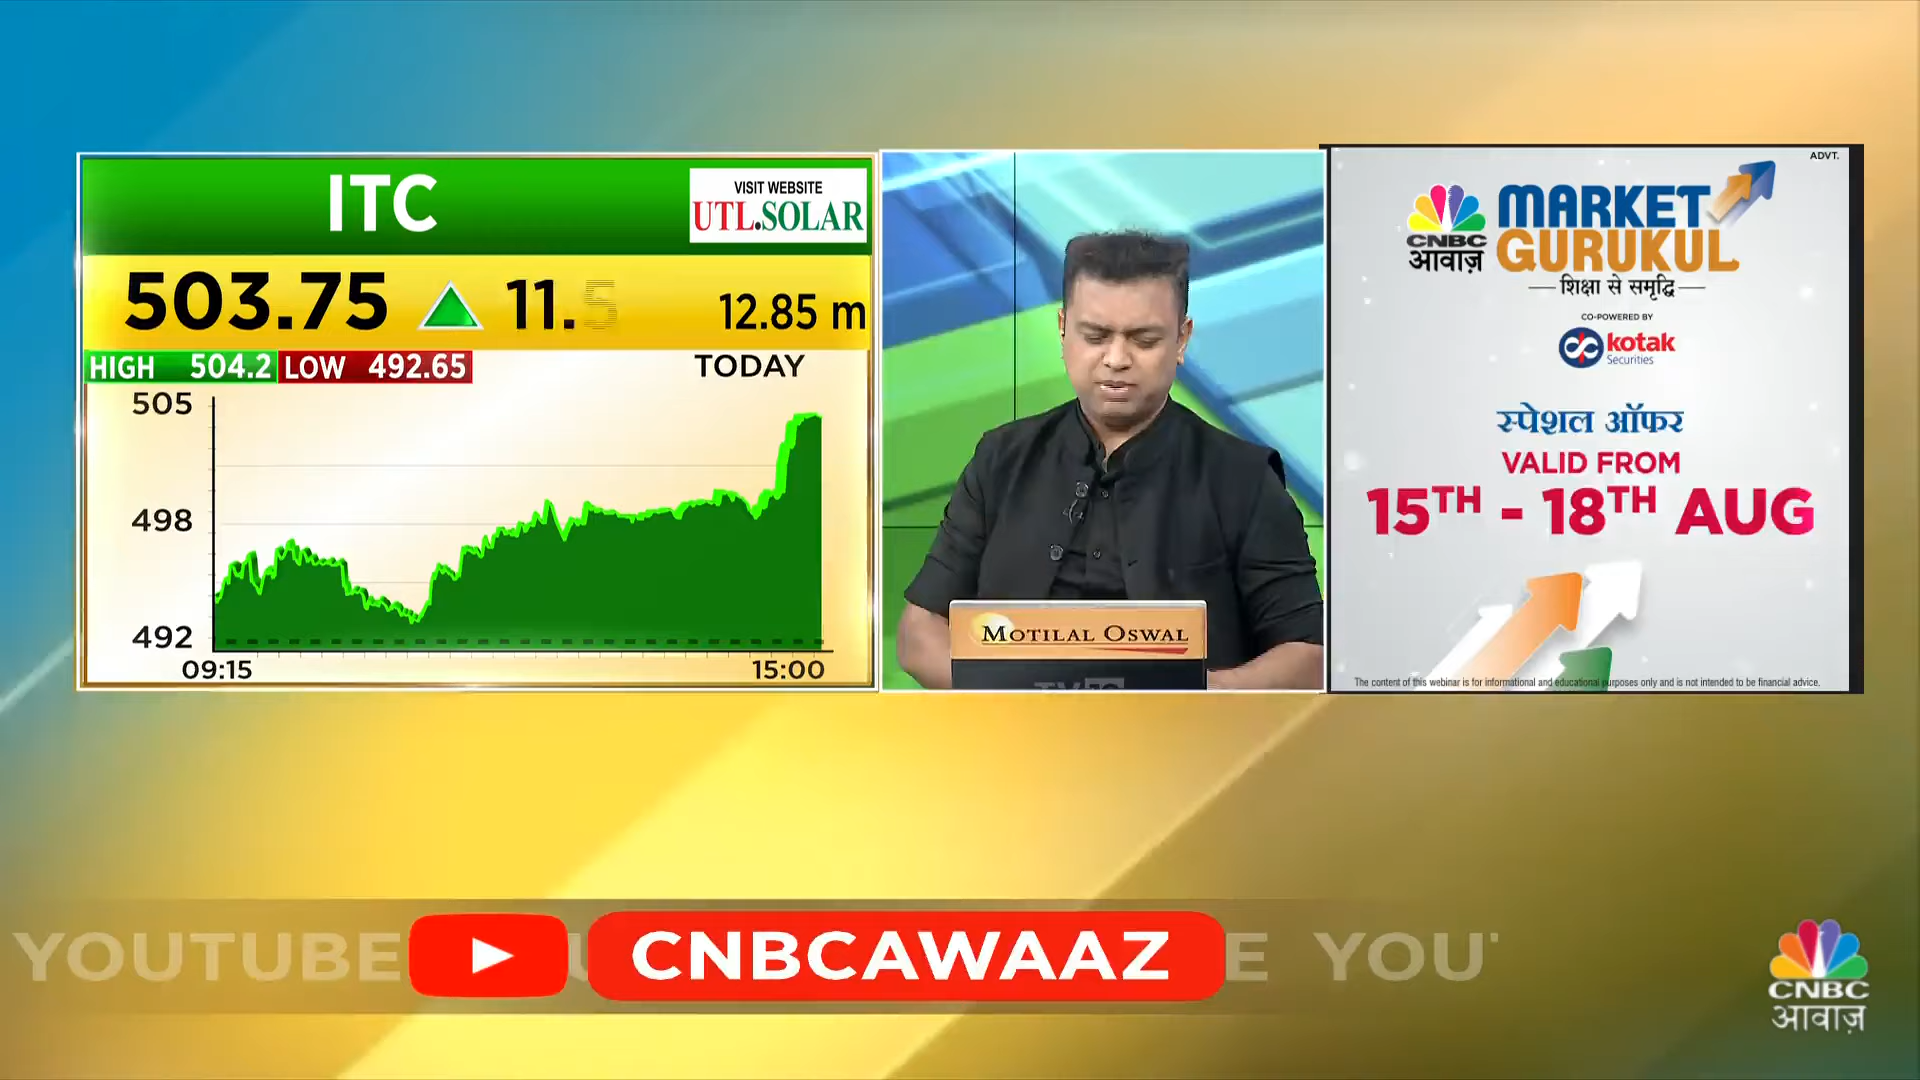 ITC
VISIT WEBSITE
UTL.SOLAR
503.75 11.5 12.85 m
HIGH 504.2 LOW 492.65 TODAY
505
498
492
09:15 15:00
MOTILAL OSWAL
ADVT.
CNBC
आवाज़
MARKET
GURUKUL
शिक्षा से समृद्धि
CO-POWERED BY
kotak
Securities
स्पेशल ऑफर
VALID FROM
15TH - 18TH AUG
The content of this webinar is for informational and educational purposes only and is not intended to be financial advice.
YOUTUBE CNBCAWAAZ E YOU
CNBC
आवाज़